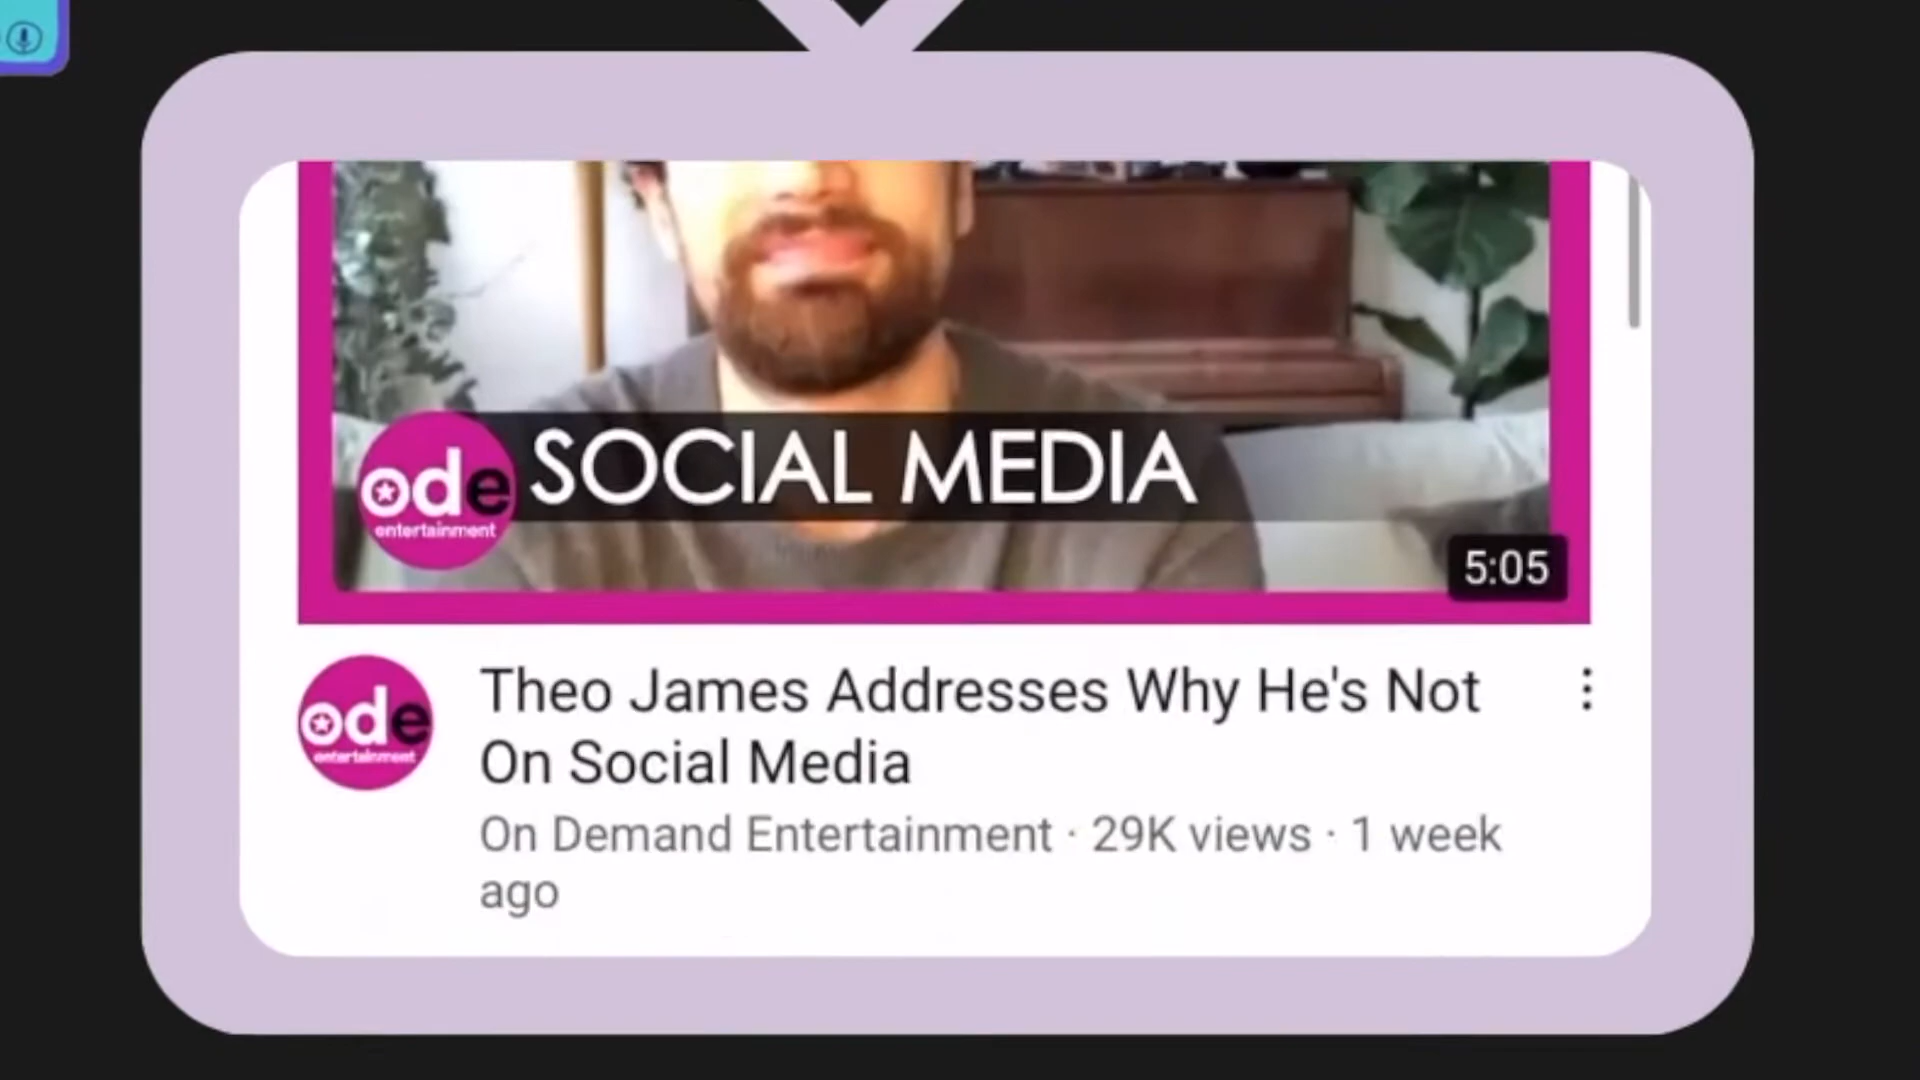 SOCIAL MEDIA
ode
entertainment
5:05
ode
entertainment
Theo James Addresses Why He's Not
On Social Media
On Demand Entertainment · 29K views · 1 week
ago